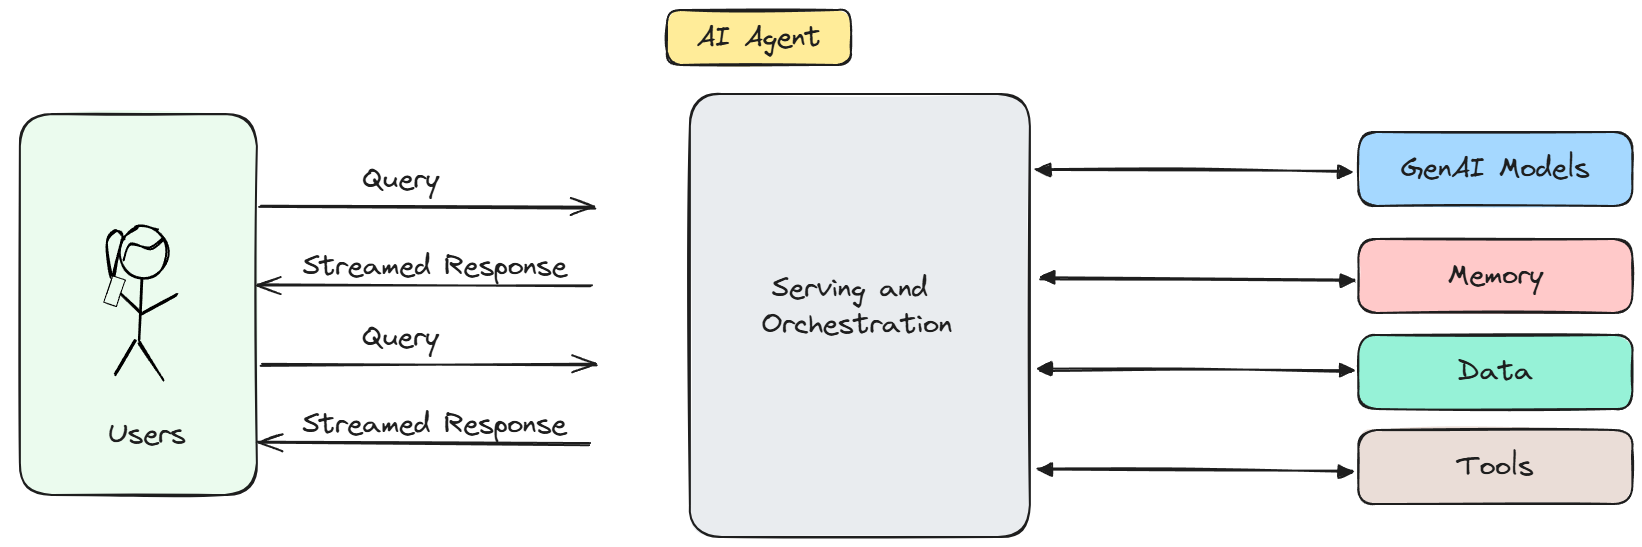 AI Agent
Query
Streamed Response
Query
Streamed Response
Users
Serving and
Orchestration
GenAI Models
Memory
Data
Tools